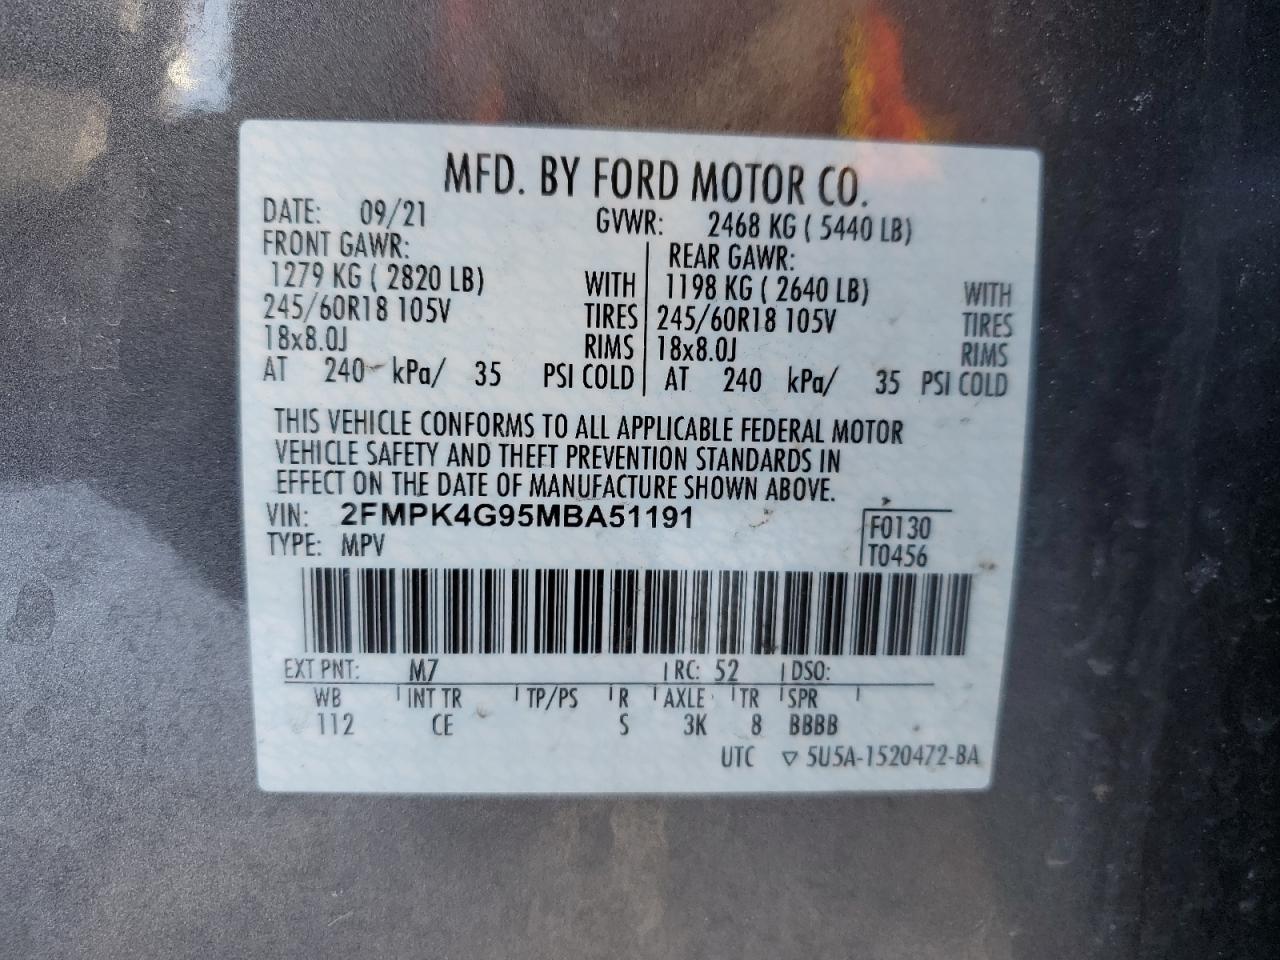 MFD. BY FORD MOTOR CO.
DATE: 09/21 GVWR: 2468 KG ( 5440 LB)
FRONT GAWR: REAR GAWR:
1279 KG ( 2820 LB) WITH 1198 KG ( 2640 LB) WITH
245/60R18 105V TIRES 245/60R18 105V TIRES
18x8.0J RIMS 18x8.0J RIMS
AT 240 kPa/ 35 PSI COLD AT 240 kPa/ 35 PSI COLD
THIS VEHICLE CONFORMS TO ALL APPLICABLE FEDERAL MOTOR
VEHICLE SAFETY AND THEFT PREVENTION STANDARDS IN
EFFECT ON THE DATE OF MANUFACTURE SHOWN ABOVE.
VIN: 2FMPK4G95MBA51191 F0130
TYPE: MPV T0456
EXT PNT: M7 RC: 52 DSO:
WB INT TR TP/PS R AXLE TR SPR
112 CE S 3K 8 BBBB
UTC ▽ 5U5A-1520472-BA